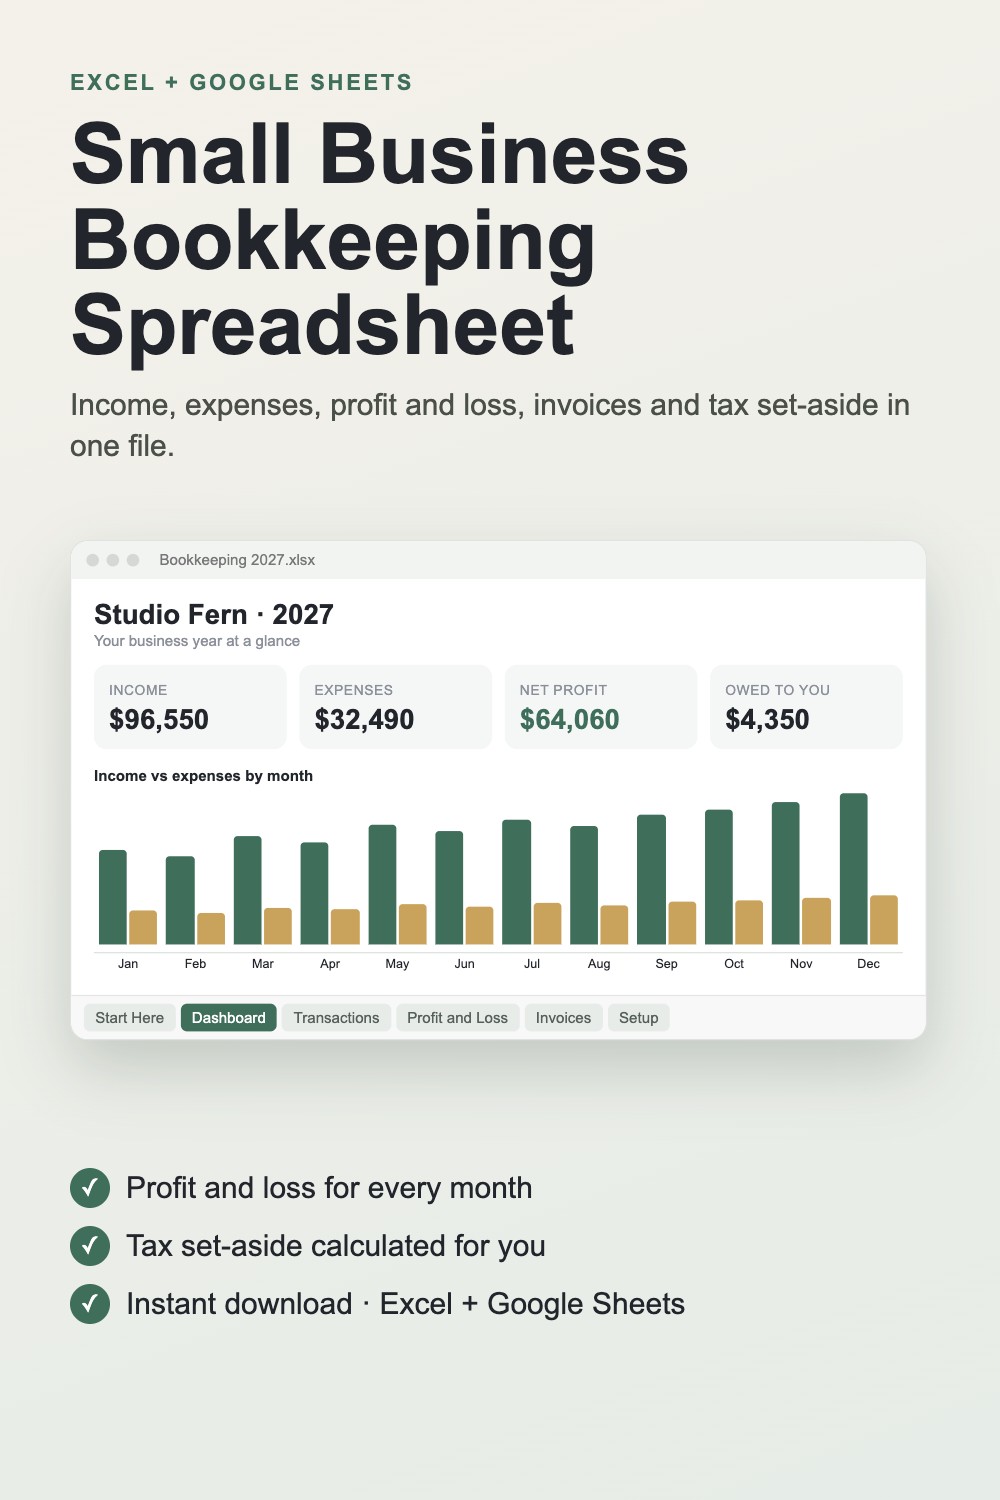 EXCEL + GOOGLE SHEETS
Small Business
Bookkeeping
Spreadsheet
Income, expenses, profit and loss, invoices and tax set-aside in
one file.
Bookkeeping 2027.xlsx
Studio Fern · 2027
Your business year at a glance
INCOME EXPENSES NET PROFIT OWED TO YOU
$96,550 $32,490 $64,060 $4,350
Income vs expenses by month
Jan Feb Mar Apr May Jun Jul Aug Sep Oct Nov Dec
Start Here Dashboard Transactions Profit and Loss Invoices Setup
Profit and loss for every month
Tax set-aside calculated for you
Instant download · Excel + Google Sheets